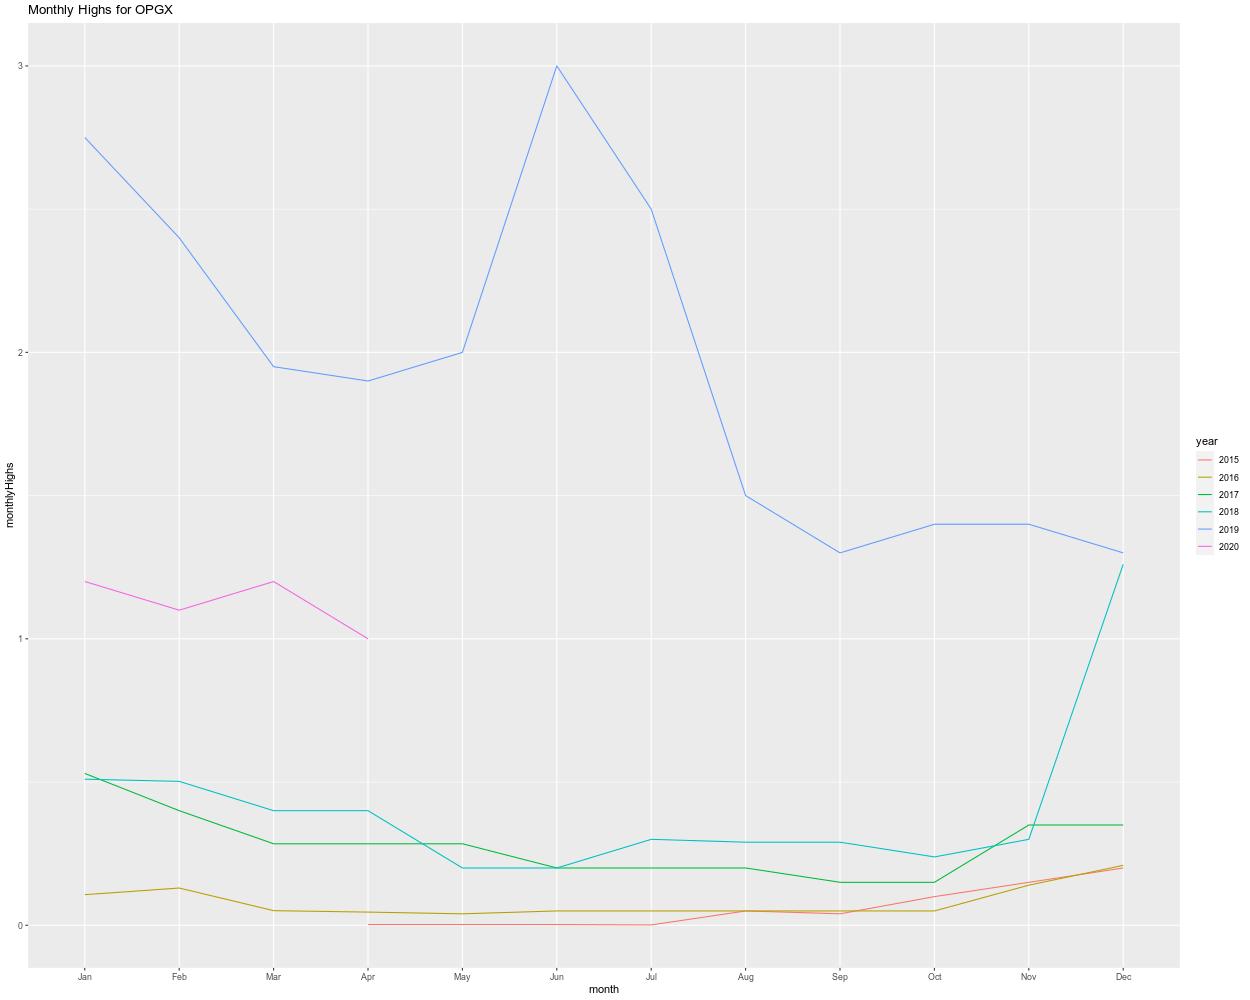 Monthly Highs for OPGX
3
2
1
0
monthlyHighs
Jan Feb Mar Apr May Jun Jul Aug Sep Oct Nov Dec
month
year
2015
2016
2017
2018
2019
2020